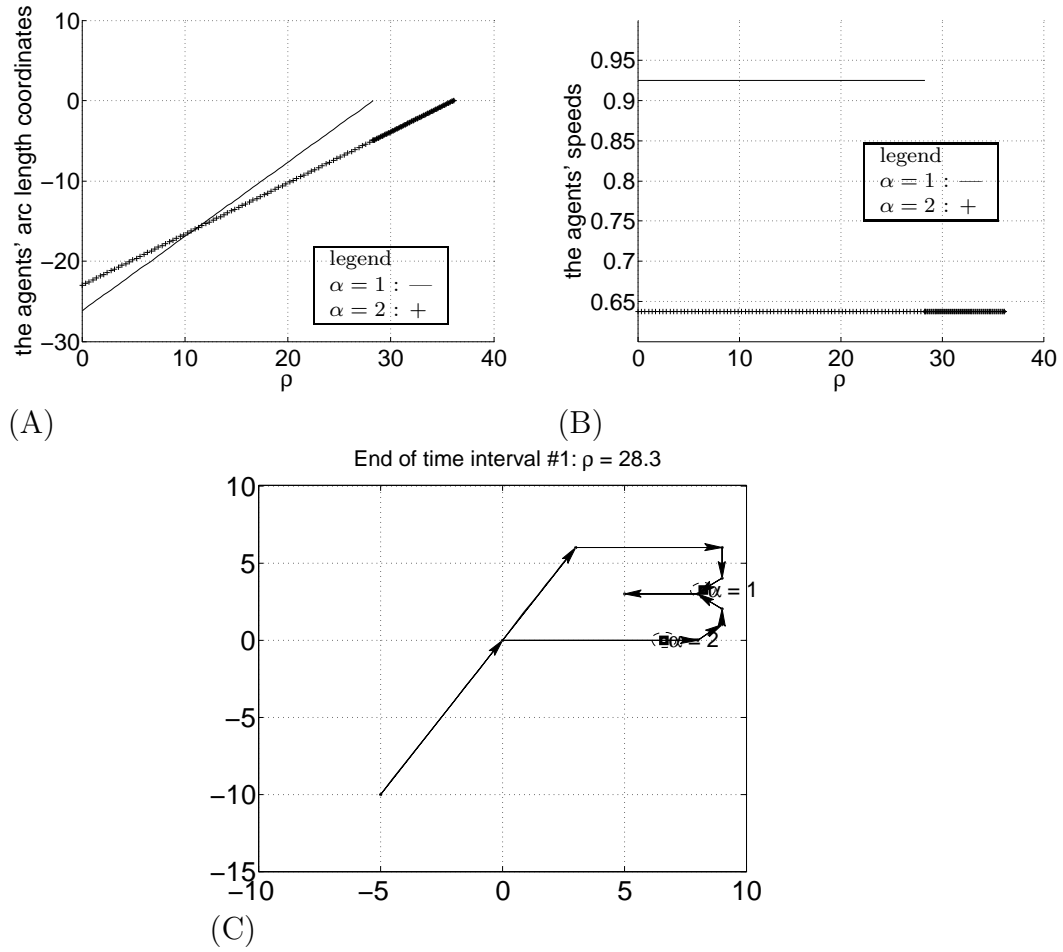 the agents' arc length coordinates
10
0
−10
−20
−30
0
10
20
30
40
ρ
legend
α = 1 : —
α = 2 : +
(A)
the agents' speeds
0.95
0.9
0.85
0.8
0.75
0.7
0.65
0
10
20
30
40
ρ
legend
α = 1 : —
α = 2 : +
(B)
End of time interval #1: ρ = 28.3
10
5
0
−5
−10
−15
−10
−5
0
5
10
α = 1
α = 2
(C)